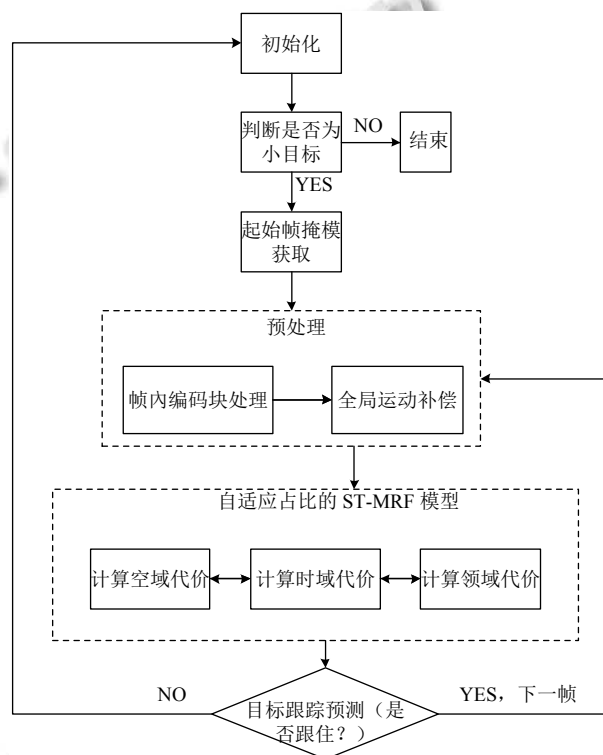 初始化
判断是否为
小目标
NO
结束
YES
起始帧掩模
获取
预处理
帧内编码块处理
全局运动补偿
自适应占比的 ST-MRF 模型
计算空域代价
计算时域代价
计算领域代价
NO
YES，下一帧
目标跟踪预测（是
否跟住？）